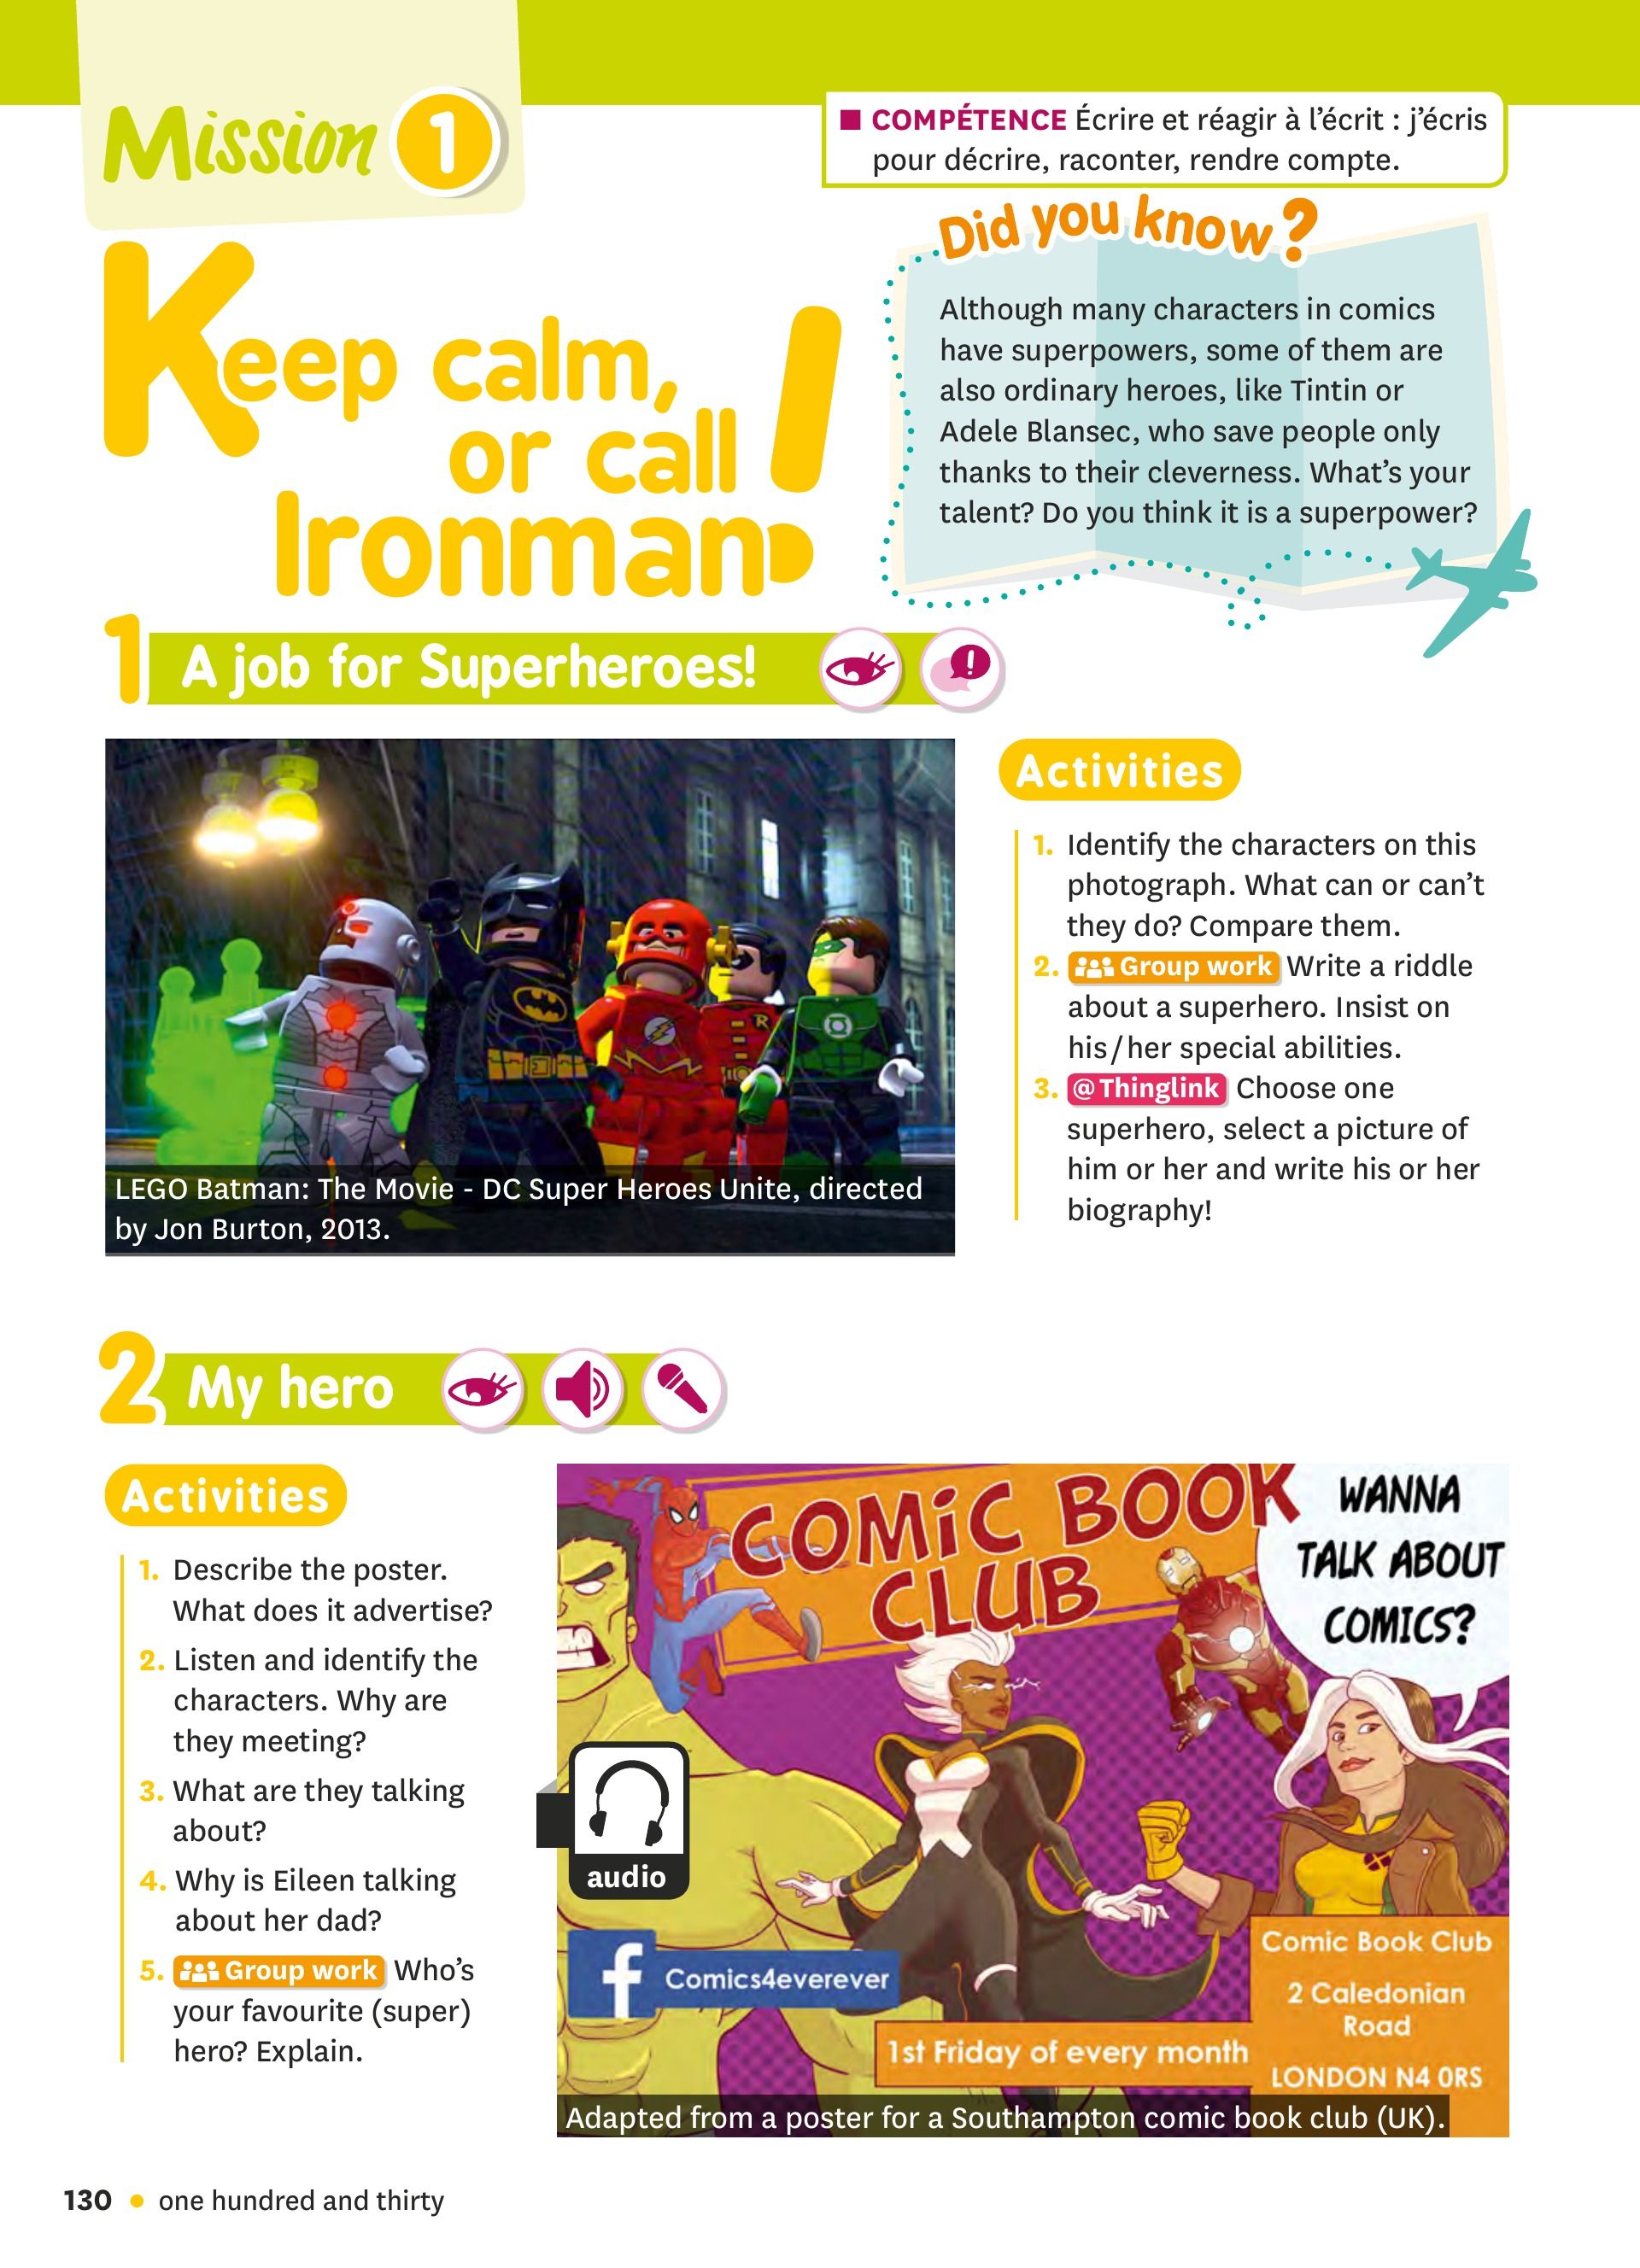 Mission 1
■ COMPÉTENCE Écrire et réagir à l'écrit : j'écris
pour décrire, raconter, rendre compte.
Keep calm,
or call
Ironman!
Did you know?
Although many characters in comics
have superpowers, some of them are
also ordinary heroes, like Tintin or
Adele Blansec, who save people only
thanks to their cleverness. What's your
talent? Do you think it is a superpower?
1 A job for Superheroes!
!
R
LEGO Batman: The Movie - DC Super Heroes Unite, directed
by Jon Burton, 2013.
Activities
1. Identify the characters on this
photograph. What can or can't
they do? Compare them.
2. Group work Write a riddle
about a superhero. Insist on
his/her special abilities.
3. @Thinglink Choose one
superhero, select a picture of
him or her and write his or her
biography!
2 My hero
Activities
1. Describe the poster.
What does it advertise?
2. Listen and identify the
characters. Why are
they meeting?
3. What are they talking
about?
4. Why is Eileen talking
about her dad?
5. Group work Who's
your favourite (super)
hero? Explain.
COMiC BOOK
CLUB
WANNA
TALK ABOUT
COMICS?
audio
f Comics4everever
1st Friday of every month
Comic Book Club
2 Caledonian
Road
LONDON N4 0RS
Adapted from a poster for a Southampton comic book club (UK).
130 • one hundred and thirty